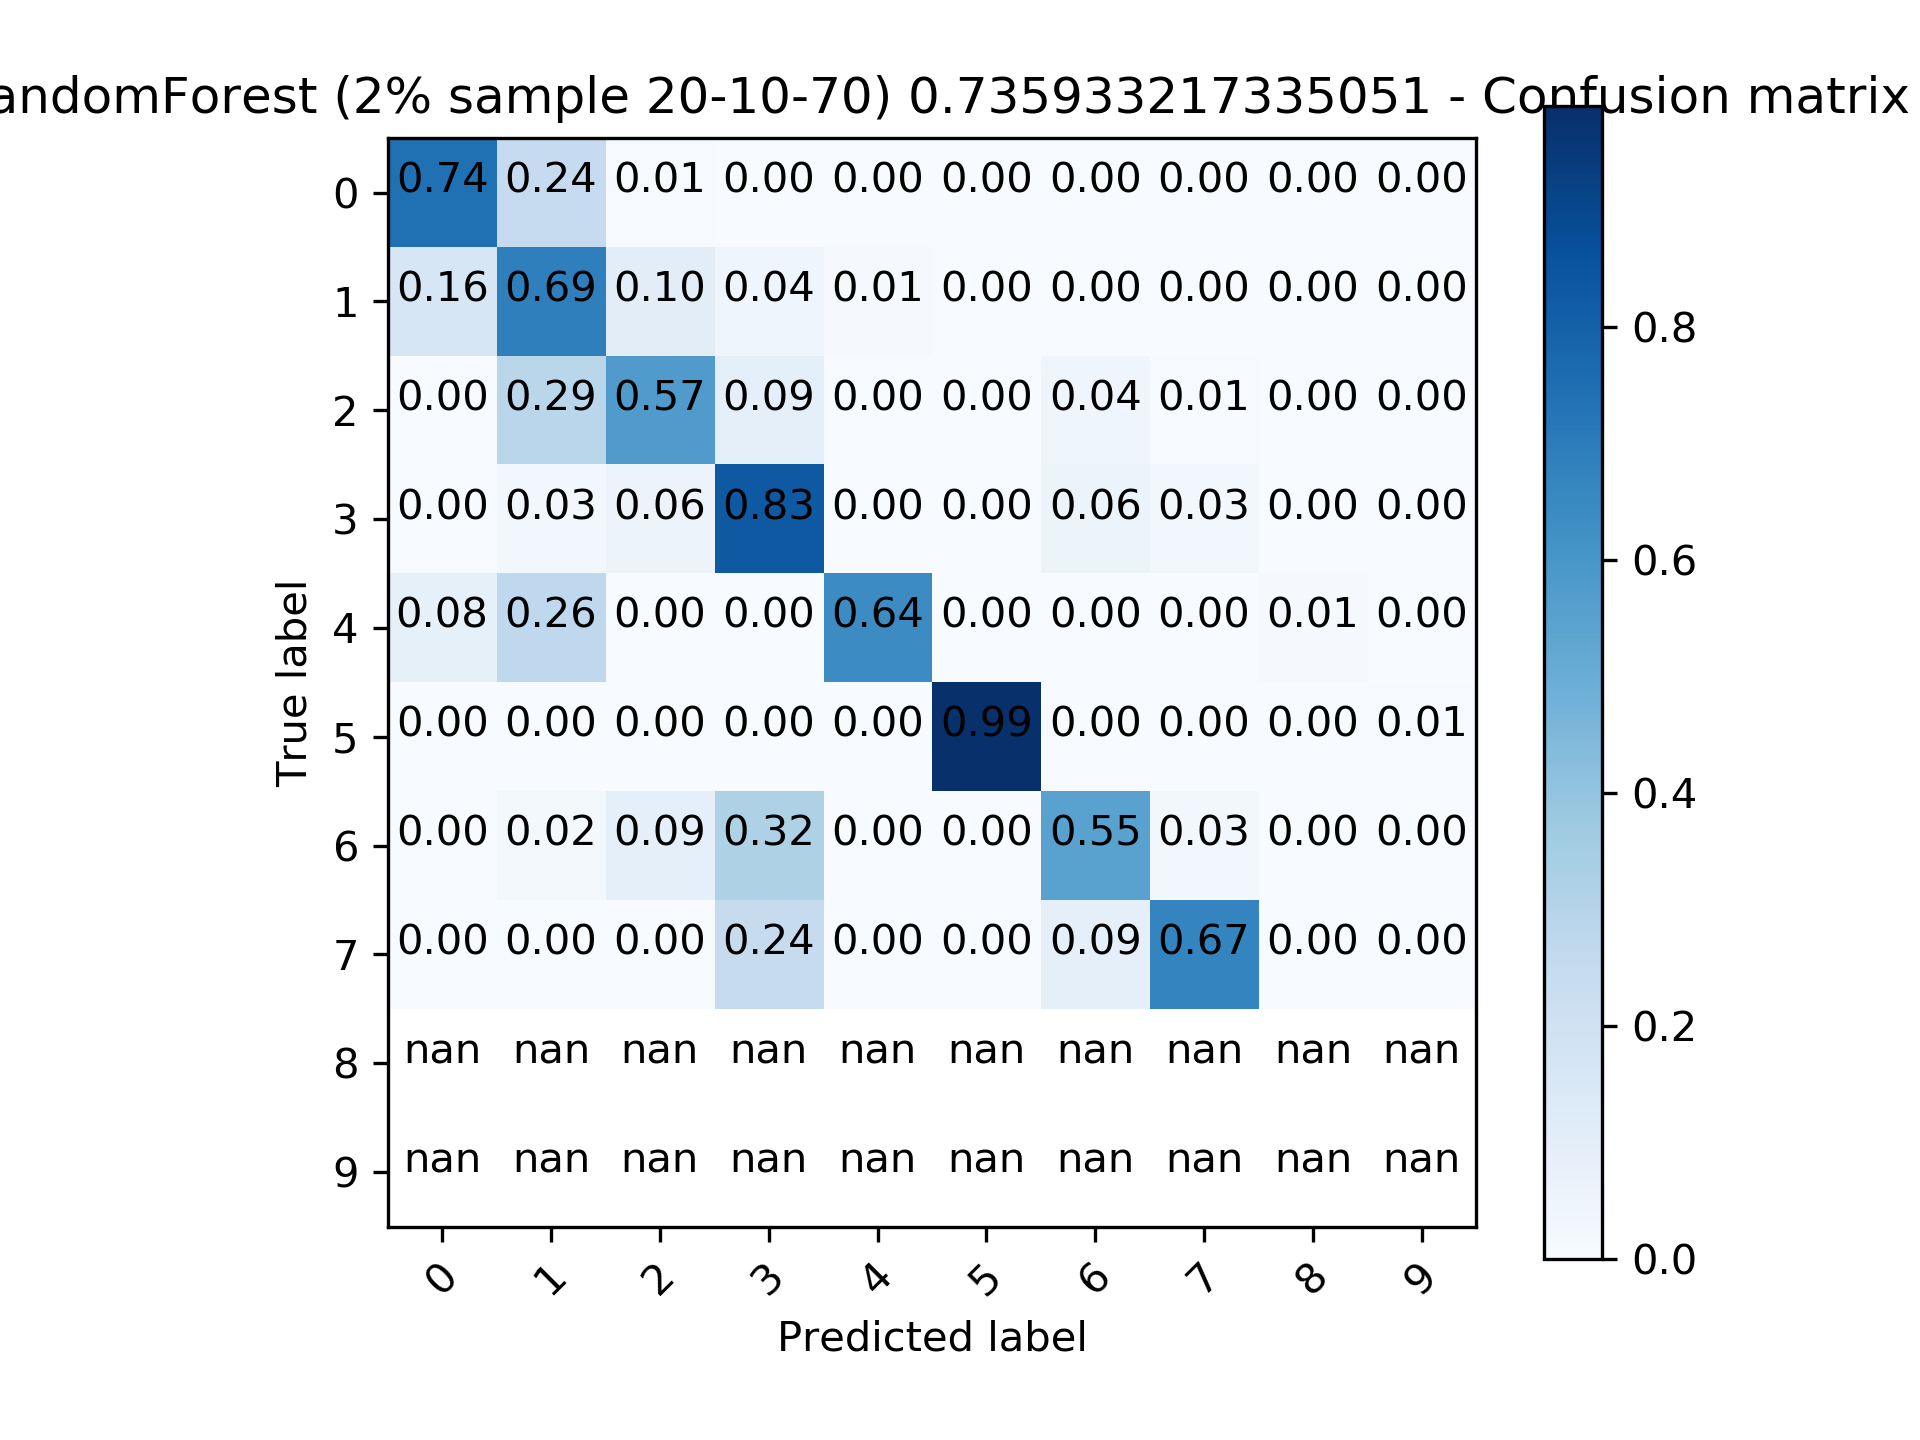 andomForest (2% sample 20-10-70) 0.735933217335051 - Confusion matrix
0 0.74 0.24 0.01 0.00 0.00 0.00 0.00 0.00 0.00 0.00
1 0.16 0.69 0.10 0.04 0.01 0.00 0.00 0.00 0.00 0.00
2 0.00 0.29 0.57 0.09 0.00 0.00 0.04 0.01 0.00 0.00
3 0.00 0.03 0.06 0.83 0.00 0.00 0.06 0.03 0.00 0.00
4 0.08 0.26 0.00 0.00 0.64 0.00 0.00 0.00 0.01 0.00
5 0.00 0.00 0.00 0.00 0.00 0.99 0.00 0.00 0.00 0.01
6 0.00 0.02 0.09 0.32 0.00 0.00 0.55 0.03 0.00 0.00
7 0.00 0.00 0.00 0.24 0.00 0.00 0.09 0.67 0.00 0.00
8 nan nan nan nan nan nan nan nan nan nan
9 nan nan nan nan nan nan nan nan nan nan
0 1 2 3 4 5 6 7 8 9
Predicted label
True label
0.8
0.6
0.4
0.2
0.0